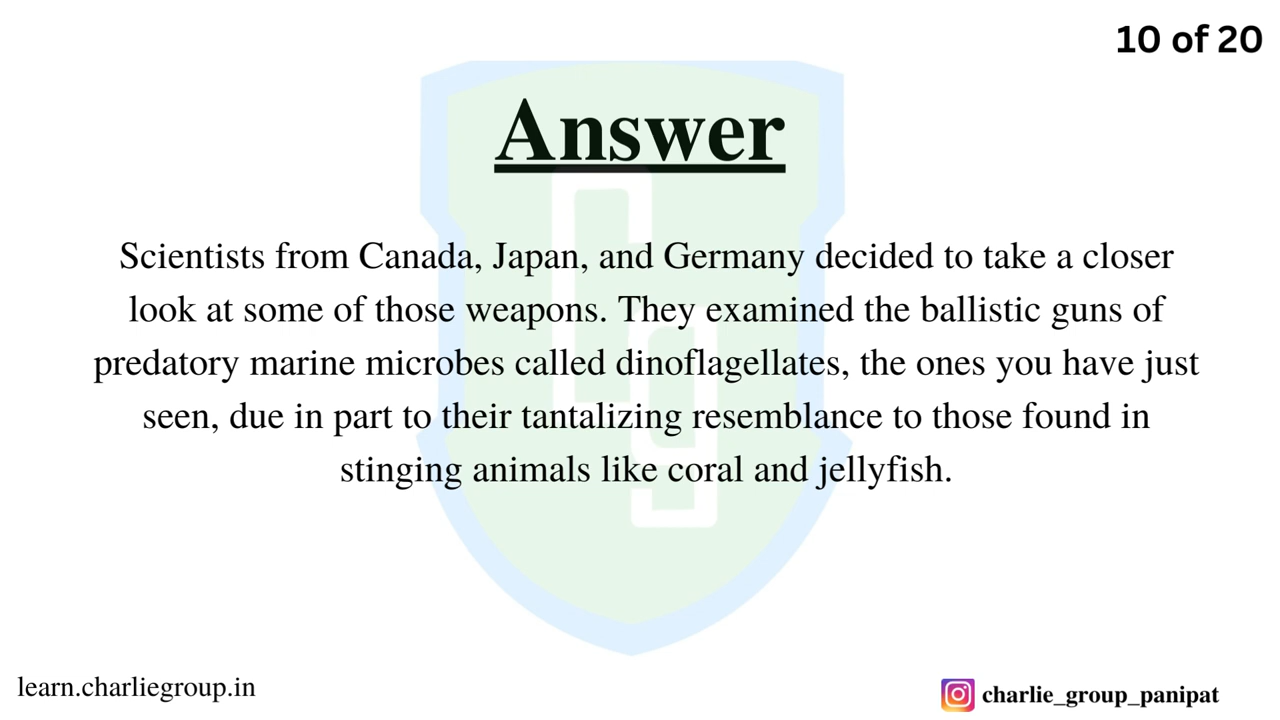 10 of 20
Answer
Scientists from Canada, Japan, and Germany decided to take a closer
look at some of those weapons. They examined the ballistic guns of
predatory marine microbes called dinoflagellates, the ones you have just
seen, due in part to their tantalizing resemblance to those found in
stinging animals like coral and jellyfish.
learn.charliegroup.in
charlie_group_panipat